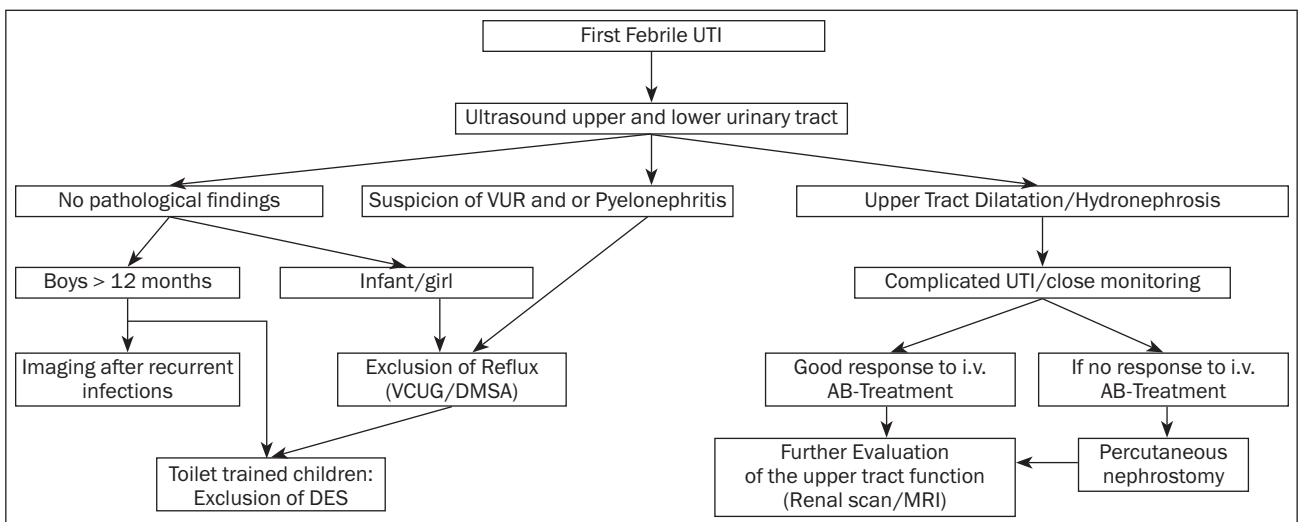 First Febrile UTI
Ultrasound upper and lower urinary tract
No pathological findings
Suspicion of VUR and or Pyelonephritis
Upper Tract Dilatation/Hydronephrosis
Boys > 12 months
Infant/girl
Complicated UTI/close monitoring
Imaging after recurrent
infections
Exclusion of Reflux
(VCUG/DMSA)
Good response to i.v.
AB-Treatment
If no response to i.v.
AB-Treatment
Toilet trained children:
Exclusion of DES
Further Evaluation
of the upper tract function
(Renal scan/MRI)
Percutaneous
nephrostomy